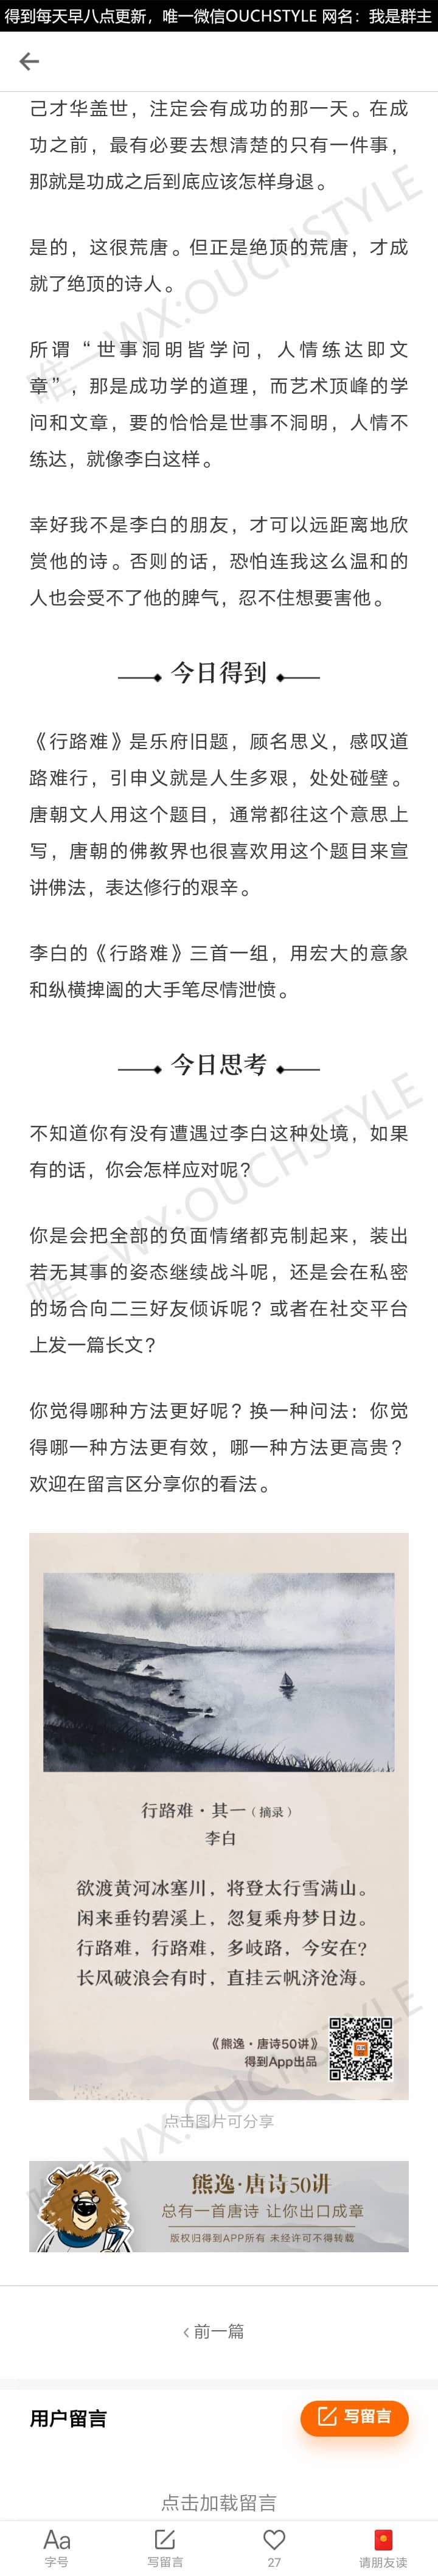 得到每天早八点更新，唯一微信OUCHSTYLE 网名：我是群主
己才华盖世，注定会有成功的那一天。在成
功之前，最有必要去想清楚的只有一件事，
那就是功成之后到底应该怎样身退。
是的，这很荒唐。但正是绝顶的荒唐，才成
就了绝顶的诗人。
所谓“世事洞明皆学问，人情练达即文
章”，那是成功学的道理，而艺术顶峰的学
问和文章，要的恰恰是世事不洞明，人情不
练达，就像李白这样。
幸好我不是李白的朋友，才可以远距离地欣
赏他的诗。否则的话，恐怕连我这么温和的
人也会受不了他的脾气，忍不住想要害他。
今日得到
《行路难》是乐府旧题，顾名思义，感叹道
路难行，引申义就是人生多艰，处处碰壁。
唐朝文人用这个题目，通常都往这个意思上
写，唐朝的佛教界也很喜欢用这个题目来宣
讲佛法，表达修行的艰辛。
李白的《行路难》三首一组，用宏大的意象
和纵横捭阖的大手笔尽情泄愤。
今日思考
不知道你有没有遭遇过李白这种处境，如果
有的话，你会怎样应对呢？
你是会把全部的负面情绪都克制起来，装出
若无其事的姿态继续战斗呢，还是会在私密
的场合向二三好友倾诉呢？或者在社交平台
上发一篇长文？
你觉得哪种方法更好呢？换一种问法：你觉
得哪一种方法更有效，哪一种方法更高贵？
欢迎在留言区分享你的看法。
行路难·其一（摘录）
李白
欲渡黄河冰塞川，将登太行雪满山。
闲来垂钓碧溪上，忽复乘舟梦日边。
行路难，行路难，多岐路，今安在？
长风破浪会有时，直挂云帆济沧海。
《熊逸·唐诗50讲》
得到App出品
点击图片可分享
熊逸·唐诗50讲
总有一首唐诗 让你出口成章
版权归得到APP所有 未经许可不得转载
‹ 前一篇
用户留言
写留言
点击加载留言
Aa
字号
写留言
27
请朋友读
唯一WX:OUCHSTYLE
唯一WX:OUCHSTYLE
唯一WX:OUCHSTYLE